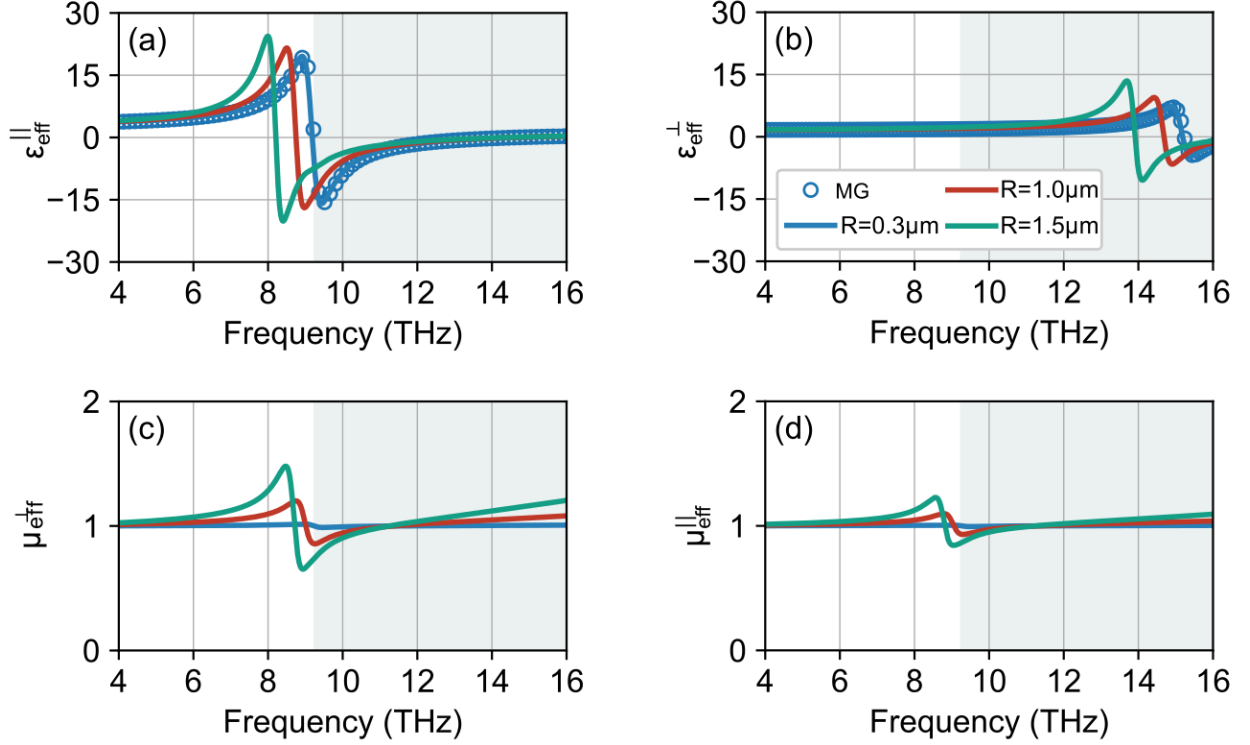 (a)
30
15
0
−15
−30
ε||eff
4 6 8 10 12 14 16
Frequency (THz)
(b)
30
15
0
−15
−30
ε⊥eff
MG
R=0.3μm
R=1.0μm
R=1.5μm
4 6 8 10 12 14 16
Frequency (THz)
(c)
2
1
0
μ⊥eff
4 6 8 10 12 14 16
Frequency (THz)
(d)
2
1
0
μ||eff
4 6 8 10 12 14 16
Frequency (THz)